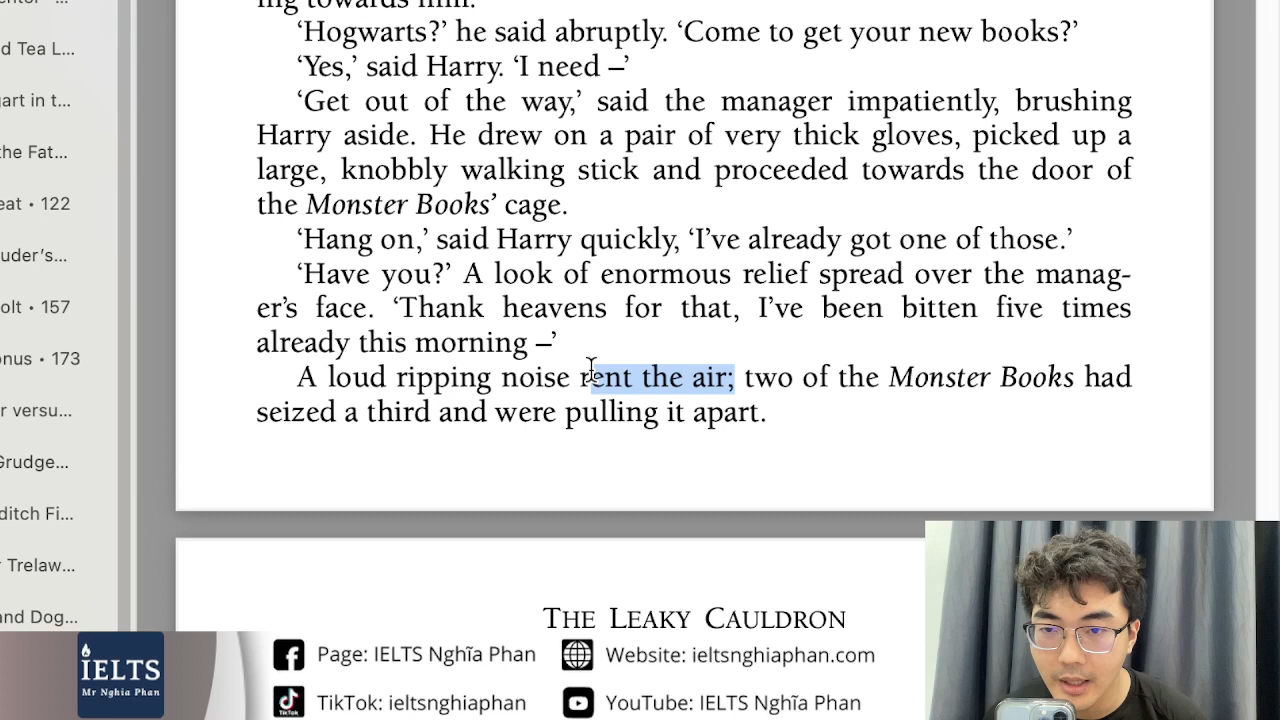 d Tea L...
art in t...
the Fat...
eat • 122
uder's...
olt • 157
onus • 173
r versu...
Grudge...
ditch Fi...
r Trelaw...
and Dog...
‘Hogwarts?’ he said abruptly. ‘Come to get your new books?’
‘Yes,’ said Harry. ‘I need –’
‘Get out of the way,’ said the manager impatiently, brushing
Harry aside. He drew on a pair of very thick gloves, picked up a
large, knobbly walking stick and proceeded towards the door of
the Monster Books’ cage.
‘Hang on,’ said Harry quickly, ‘I’ve already got one of those.’
‘Have you?’ A look of enormous relief spread over the manag-
er’s face. ‘Thank heavens for that, I’ve been bitten five times
already this morning –’
A loud ripping noise rent the air; two of the Monster Books had
seized a third and were pulling it apart.
THE LEAKY CAULDRON
IELTS
Mr Nghia Phan
Page: IELTS Nghĩa Phan
Website: ieltsnghiaphan.com
TikTok
TikTok: ieltsnghiaphan
YouTube: IELTS Nghĩa Phan